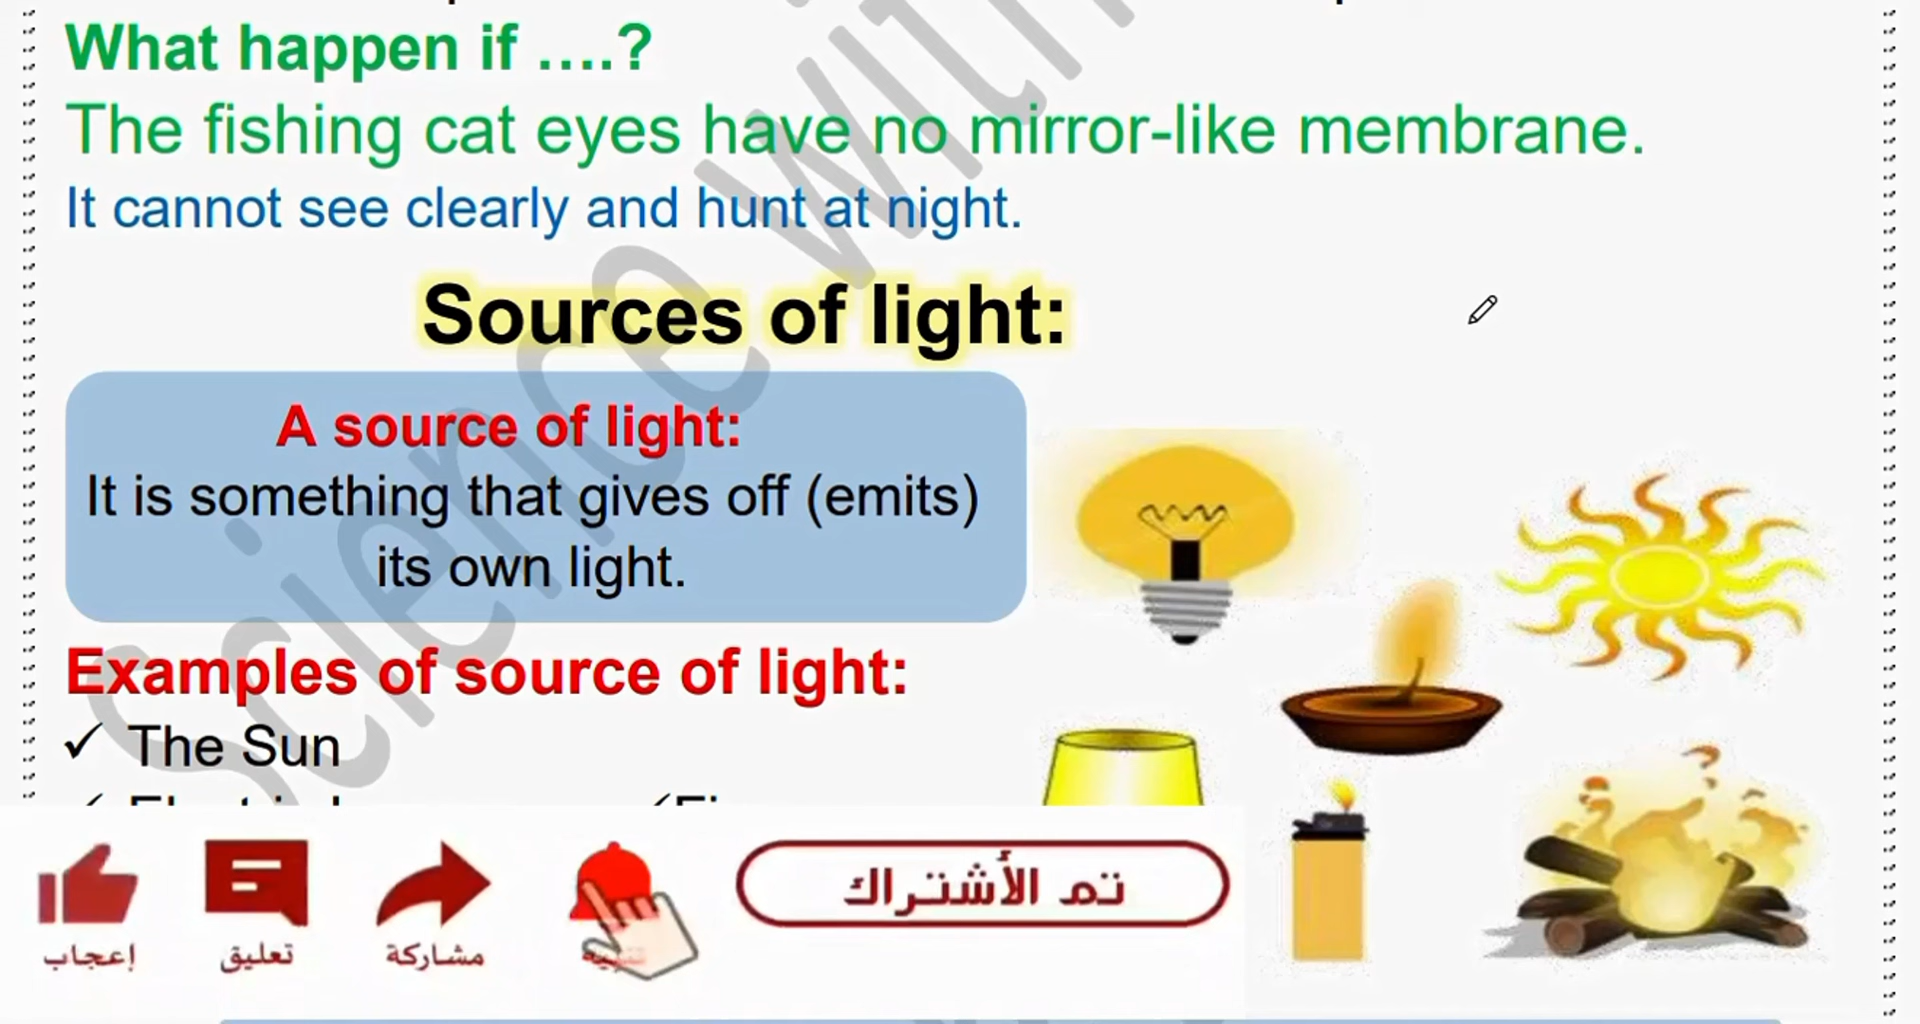 What happen if ….?
The fishing cat eyes have no mirror-like membrane.
It cannot see clearly and hunt at night.
Sources of light:
A source of light:
It is something that gives off (emits)
its own light.
Examples of source of light:
✓ The Sun
إعجاب
تعليق
مشاركة
تم الأشتراك
Science with